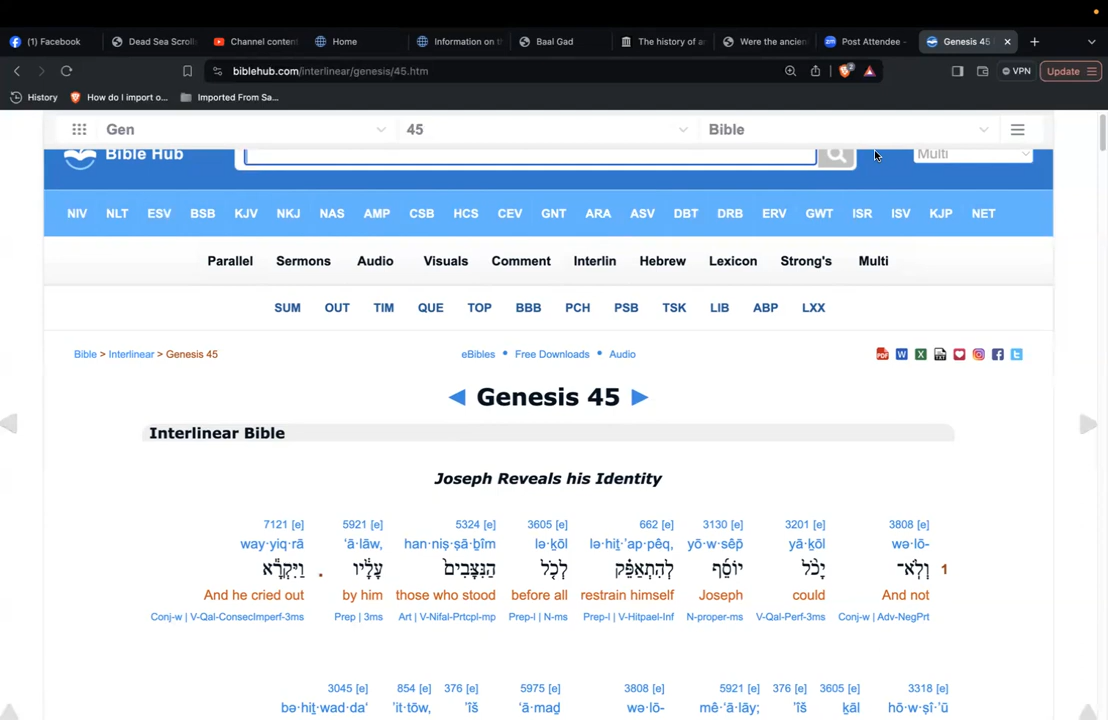 (1) Facebook Dead Sea Scroll Channel content Home Information on t Baal Gad The history of a Were the ancien Post Attendee - Genesis 45
biblehub.com/interlinear/genesis/45.htm 2 VPN Update
History How do I import o... Imported From Sa...
Gen 45 Bible
Bible Hub Multi
NIV NLT ESV BSB KJV NKJ NAS AMP CSB HCS CEV GNT ARA ASV DBT DRB ERV GWT ISR ISV KJP NET
Parallel Sermons Audio Visuals Comment Interlin Hebrew Lexicon Strong's Multi
SUM OUT TIM QUE TOP BBB PCH PSB TSK LIB ABP LXX
Bible > Interlinear > Genesis 45 eBibles • Free Downloads • Audio
◄ Genesis 45 ►
Interlinear Bible
Joseph Reveals his Identity
7121 [e] 5921 [e] 5324 [e] 3605 [e] 662 [e] 3130 [e] 3201 [e] 3808 [e]
way·yiq·rā ‘ā·lāw, han·niṣ·ṣā·ḇîm lə·ḵōl lə·hiṯ·’ap·pêq, yō·w·sêp̄ yā·ḵōl wə·lō-
1 וְלֹֽא־ יָכֹ֨ל יוֹסֵ֜ף לְהִתְאַפֵּ֗ק לְכֹ֤ל הַנִּצָּבִים֙ עָלָ֔יו . וַיִּקְרָ֕א
And he cried out by him those who stood before all restrain himself Joseph could And not
Conj-w | V-Qal-ConsecImperf-3ms Prep | 3ms Art | V-Nifal-Prtcpl-mp Prep-l | N-ms Prep-l | V-Hitpael-Inf N-proper-ms V-Qal-Perf-3ms Conj-w | Adv-NegPrt
3045 [e] 854 [e] 376 [e] 5975 [e] 3808 [e] 5921 [e] 376 [e] 3605 [e] 3318 [e]
bə·hiṯ·wad·da‘ ’it·tōw, ’îš ‘ā·maḏ wə·lō- mê·‘ā·lāy; ’îš ḵāl hō·w·ṣî·’ū